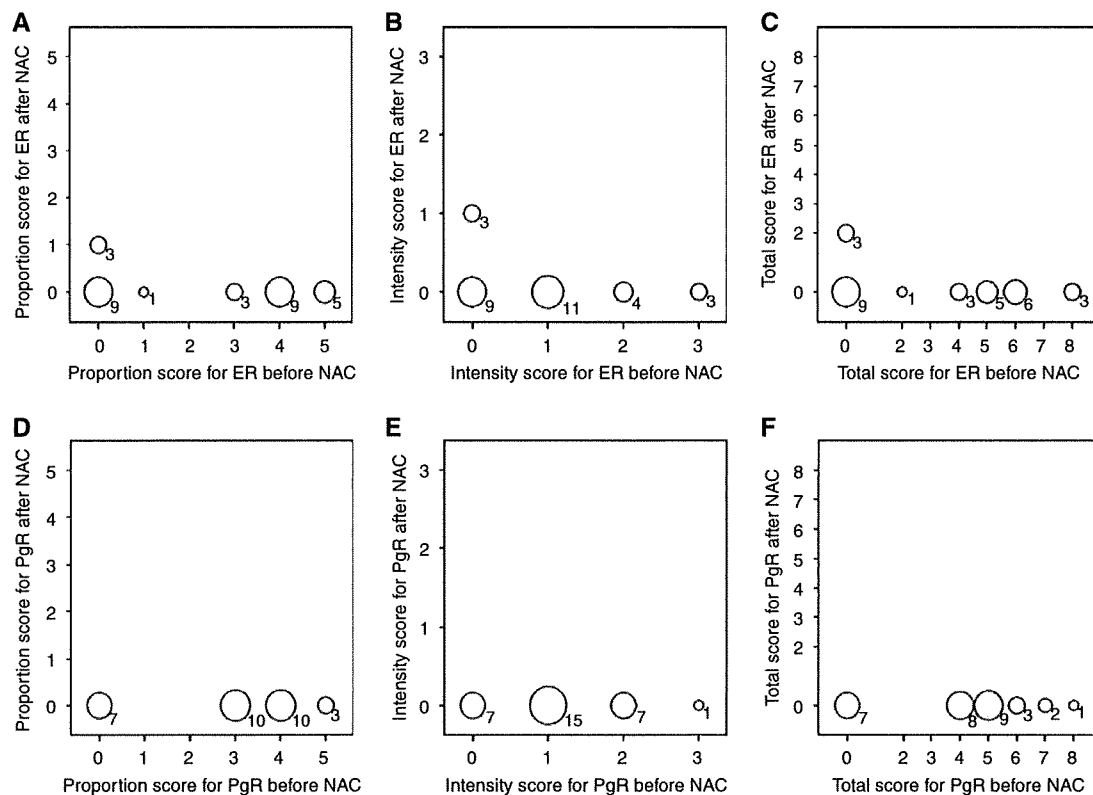 A
Proportion score for ER after NAC
5
4
3
2
1
0
3
9
1
3
9
5
0 1 2 3 4 5
Proportion score for ER before NAC
B
Intensity score for ER after NAC
3
2
1
0
3
9
11
4
3
0 1 2 3
Intensity score for ER before NAC
C
Total score for ER after NAC
8
7
6
5
4
3
2
0
3
9
1
3
5
6
3
0 2 3 4 5 6 7 8
Total score for ER before NAC
D
Proportion score for PgR after NAC
5
4
3
2
1
0
7
10
10
3
0 1 2 3 4 5
Proportion score for PgR before NAC
E
Intensity score for PgR after NAC
3
2
1
0
7
15
7
1
0 1 2 3
Intensity score for PgR before NAC
F
Total score for PgR after NAC
8
7
6
5
4
3
2
0
7
8
9
3
2
1
0 2 3 4 5 6 7 8
Total score for PgR before NAC